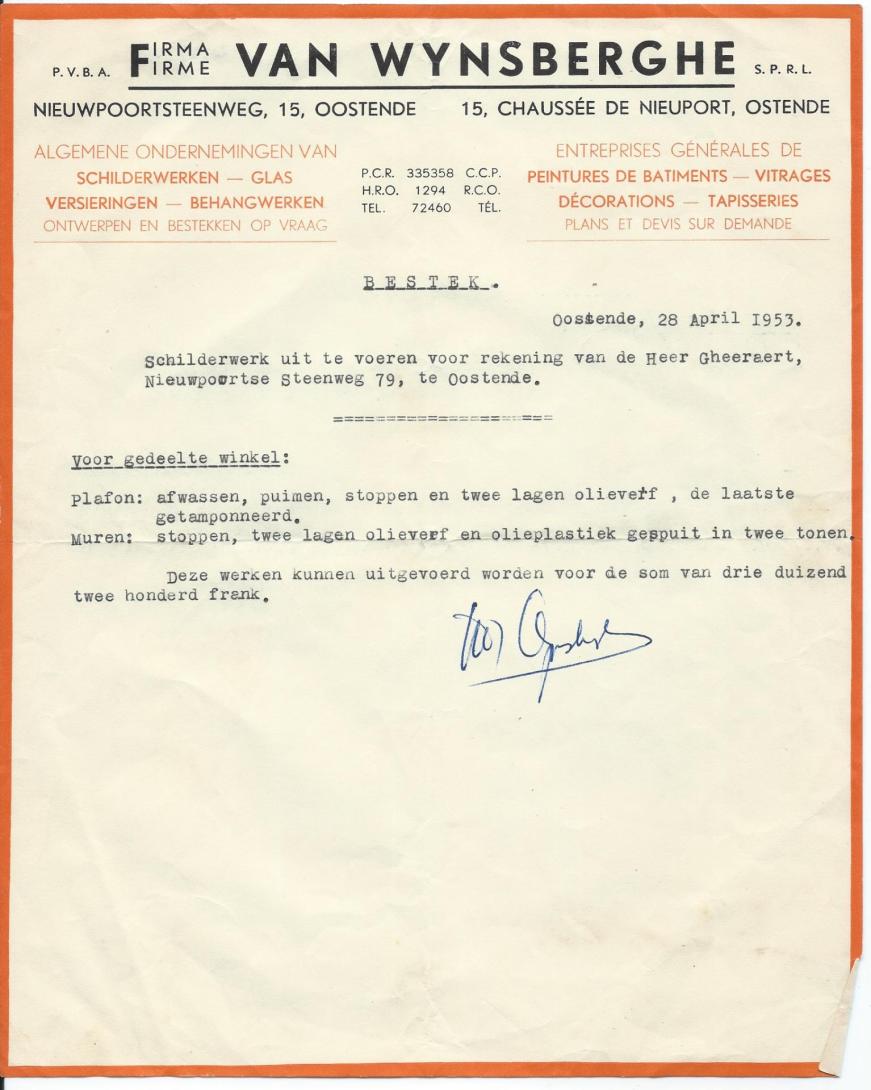 P.V.B.A. FIRMA FIRME VAN WYNSBERGHE S.P.R.L.
NIEUWPOORTSTEENWEG, 15, OOSTENDE 15, CHAUSSÉE DE NIEUPORT, OSTENDE
ALGEMENE ONDERNEMINGEN VAN
SCHILDERWERKEN — GLAS
VERSIERINGEN — BEHANGWERKEN
ONTWERPEN EN BESTEKKEN OP VRAAG
P.C.R. 335358 C.C.P.
H.R.O. 1294 R.C.O.
TEL. 72460 TÉL.
ENTREPRISES GÉNÉRALES DE
PEINTURES DE BATIMENTS — VITRAGES
DÉCORATIONS — TAPISSERIES
PLANS ET DEVIS SUR DEMANDE
BESTEK.
Oostende, 28 April 1953.
Schilderwerk uit te voeren voor rekening van de Heer Gheeraert,
Nieuwpoortse Steenweg 79, te Oostende.
=====================
Voor gedeelte winkel:
Plafon: afwassen, puimen, stoppen en twee lagen olieverf , de laatste
getamponneerd.
Muren: stoppen, twee lagen olieverf en olieplastiek gespuit in twee tonen.
Deze werken kunnen uitgevoerd worden voor de som van drie duizend
twee honderd frank.